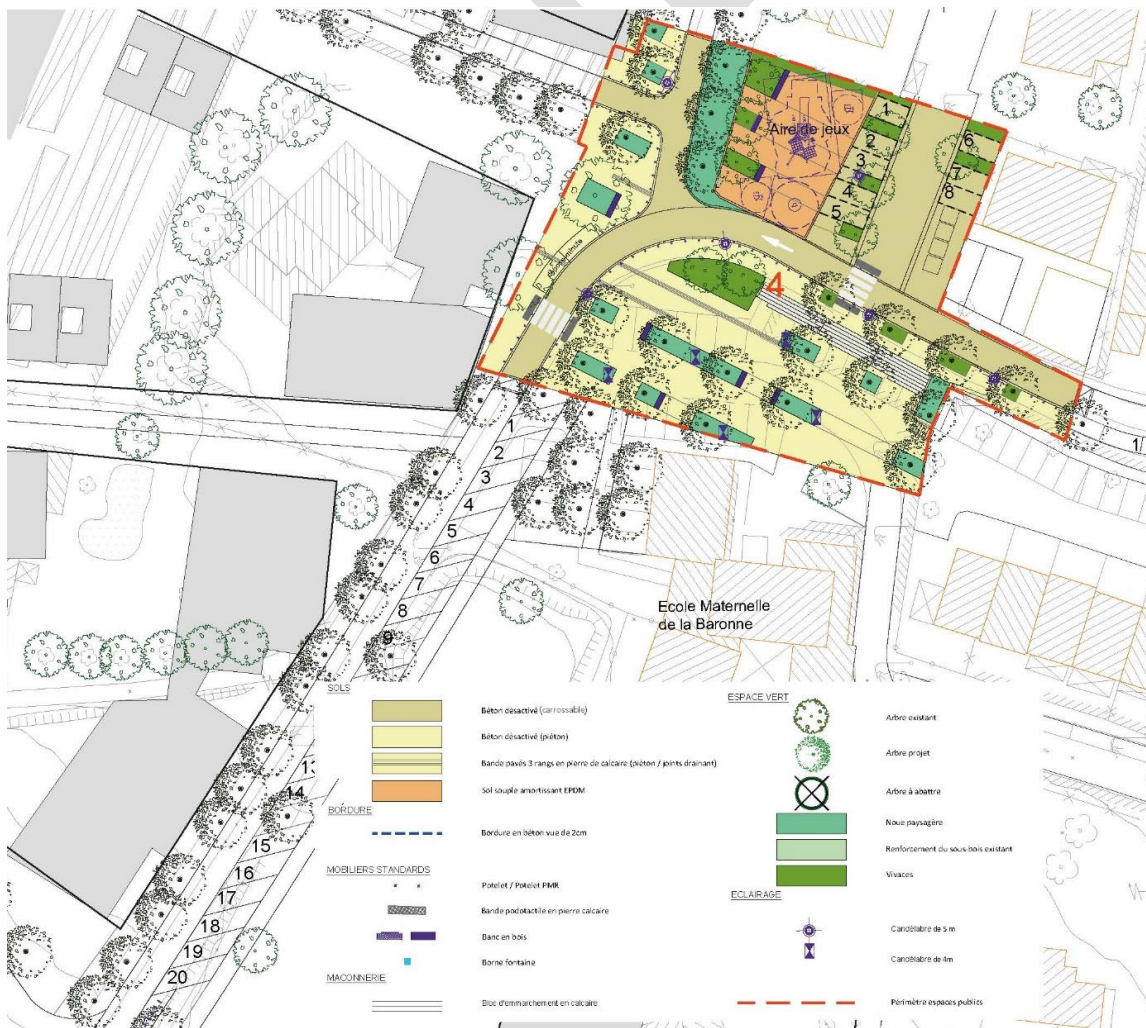 Aire de jeux
1
2
3
4
5
6
7
8
4
1
1
2
3
4
5
6
7
8
9
Ecole Maternelle
de la Baronne
14
15
16
17
18
19
20
SOLS
Béton désactivé (carrossable)
Béton désactivé (piéton)
Bande pavés 3 rangs en pierre de calcaire (piéton / joints drainant)
Sol souple amortissant EPDM
BORDURE
Bordure en béton vue de 2cm
MOBILIERS STANDARDS
Potelet / Potelet PMR
Bande podotactile en pierre calcaire
Banc en bois
Borne fontaine
MACONNERIE
Bloc d'emmarchement en calcaire
ESPACE VERT
Arbre existant
Arbre projet
Arbre à abattre
Noue paysagère
Renforcement du sous-bois existant
Vivaces
ECLAIRAGE
Candélabre de 5 m
Candélabre de 4m
Périmètre espaces publics